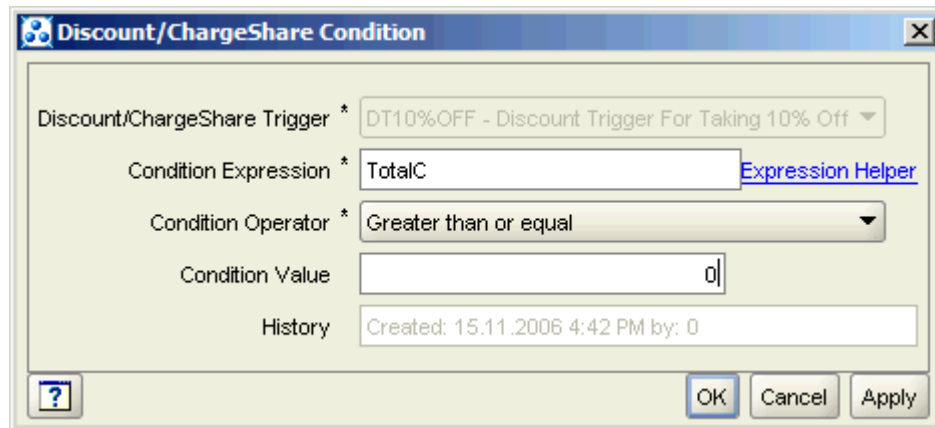 Discount/ChargeShare Condition
Discount/ChargeShare Trigger * DT10%OFF - Discount Trigger For Taking 10% Off
Condition Expression * TotalC Expression Helper
Condition Operator * Greater than or equal
Condition Value 0
History Created: 15.11.2006 4:42 PM by: 0
? OK Cancel Apply